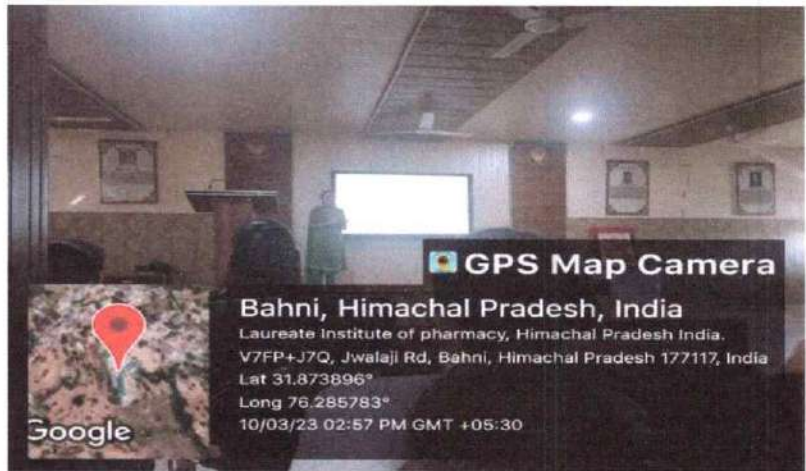 GPS Map Camera
Bahni, Himachal Pradesh, India
Laureate Institute of pharmacy, Himachal Pradesh India.
V7FP+J7Q, Jwalaji Rd, Bahni, Himachal Pradesh 177117, India
Lat 31.873896°
Long 76.285783°
10/03/23 02:57 PM GMT +05:30
Google